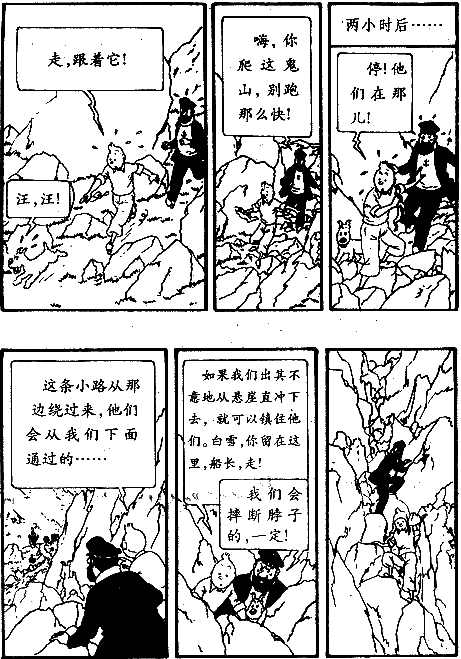 走,跟着它!
汪,汪!
嗨,你
爬这鬼
山,别跑
那么快!
两小时后……
停!他
们在那
儿!
这条小路从那
边绕过来,他们
会从我们下面
通过的……
如果我们出其不
意地从悬崖直冲下
去,就可以镇住他
们。白雪,你留在这
里,船长,走!
我们会
摔断脖子
的,一定!